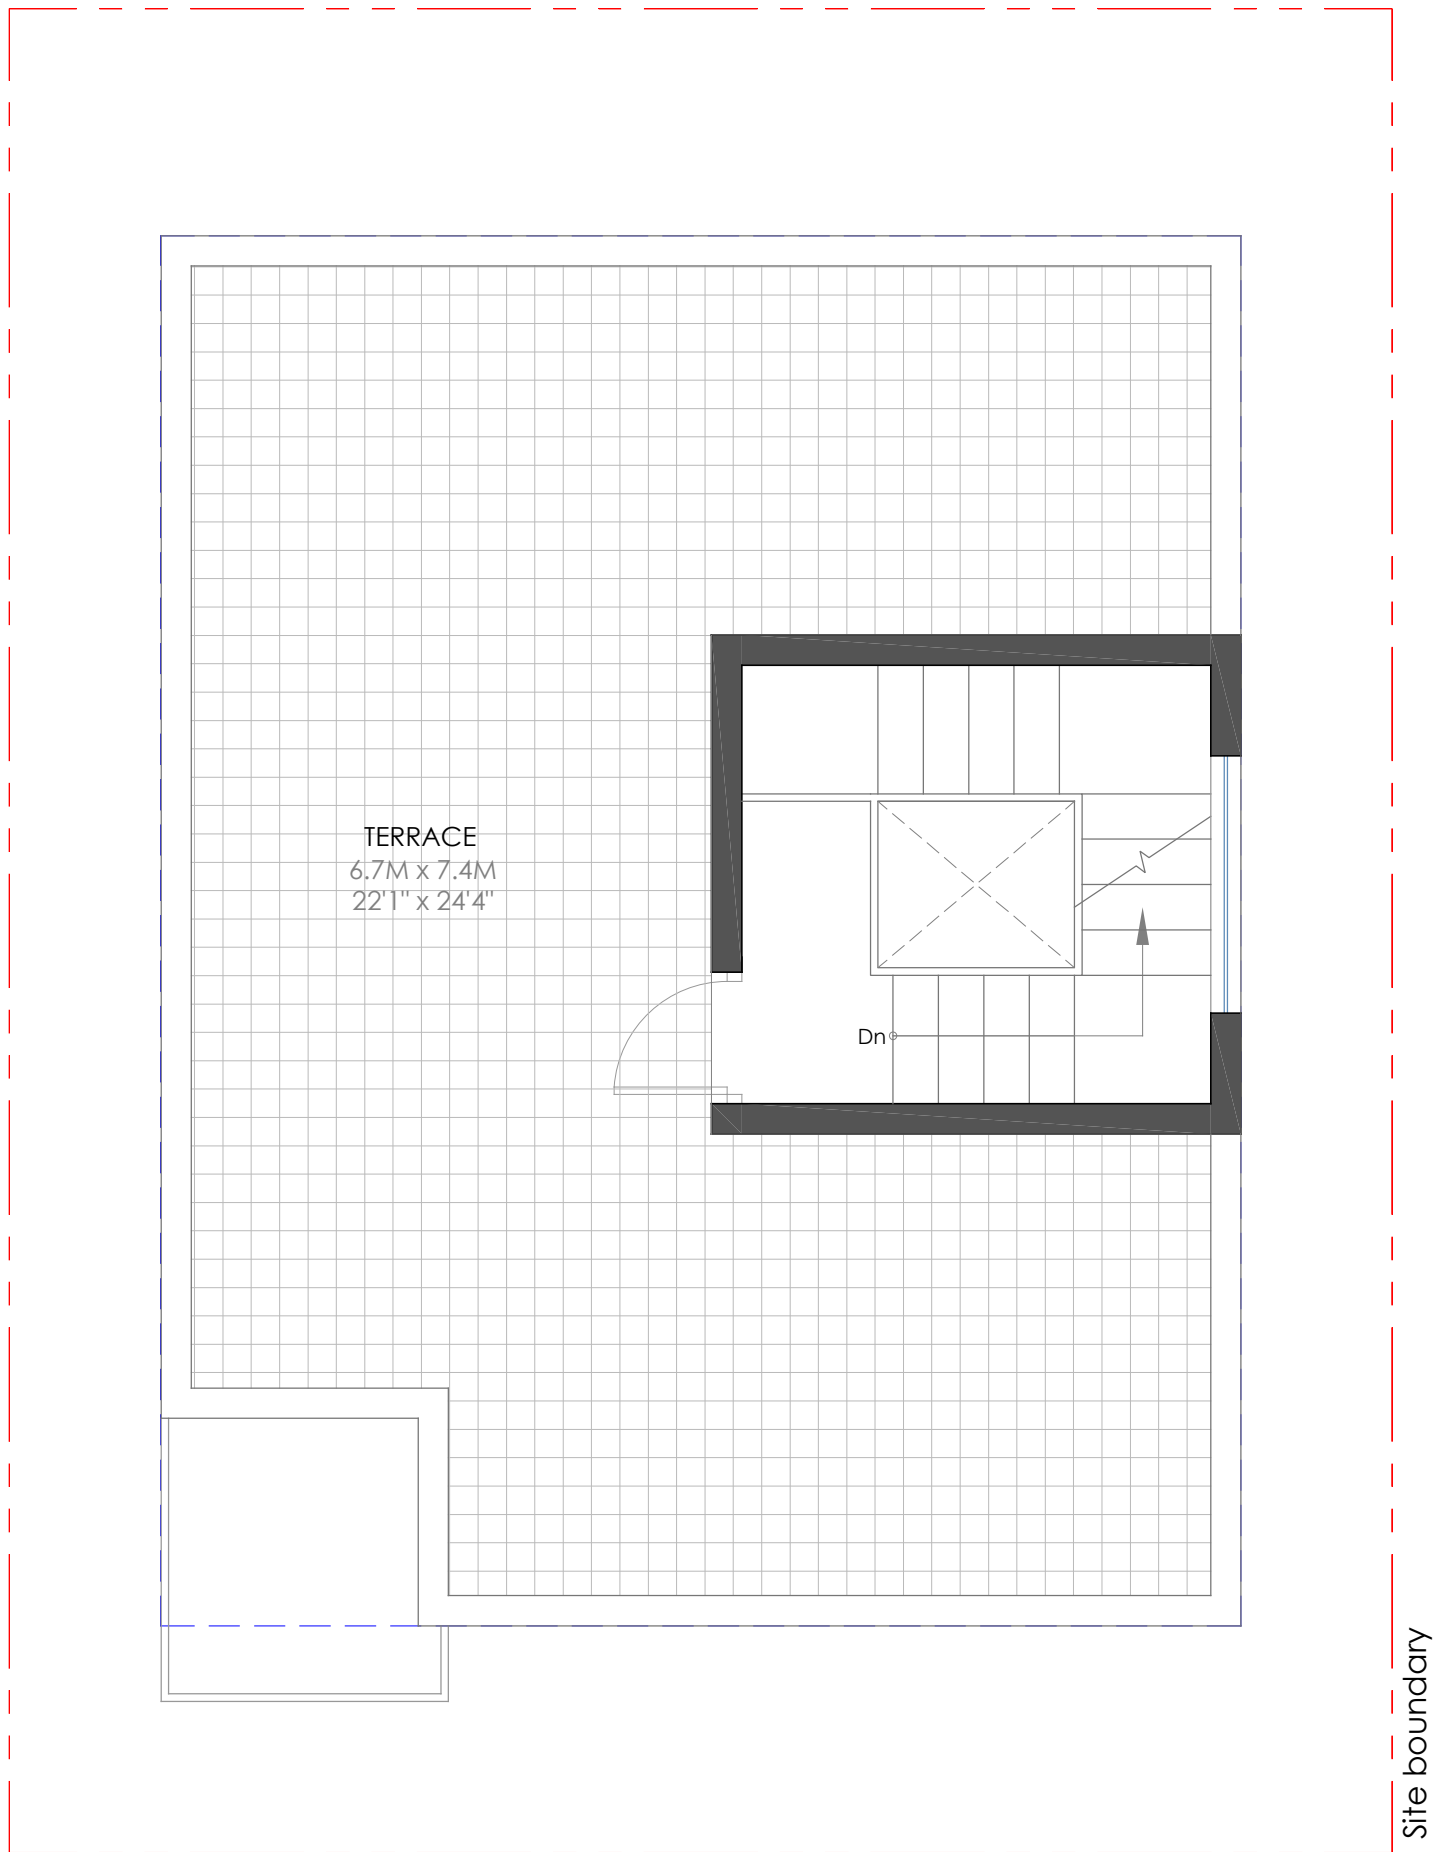 TERRACE
6.7M x 7.4M
22'1" x 24'4"
Dn
Site boundary